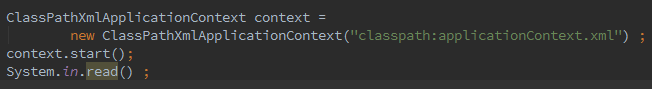 ClassPathXmlApplicationContext context =
new ClassPathXmlApplicationContext("classpath:applicationContext.xml") ;
context.start();
System.in.read() ;